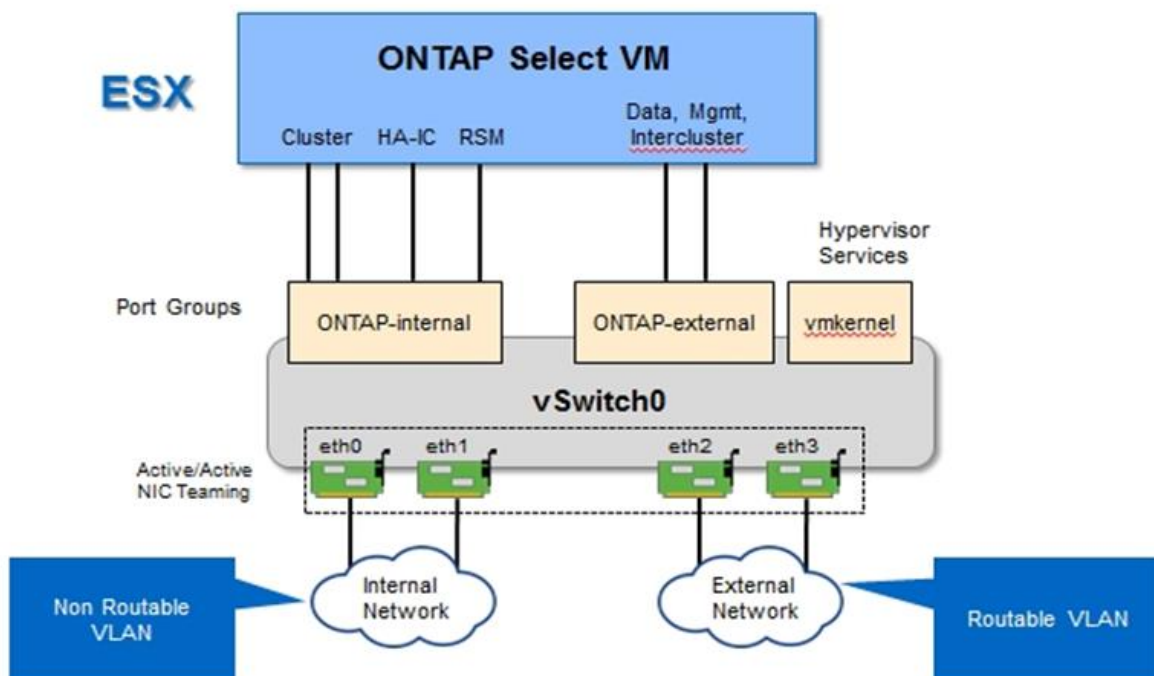 ONTAP Select VM
ESX
Cluster
HA-IC
RSM
Data, Mgmt,
Intercluster
Hypervisor
Services
Port Groups
ONTAP-internal
ONTAP-external
vmkernel
vSwitch0
eth0
eth1
eth2
eth3
Active/Active
NIC Teaming
Internal
Network
External
Network
Non Routable
VLAN
Routable VLAN